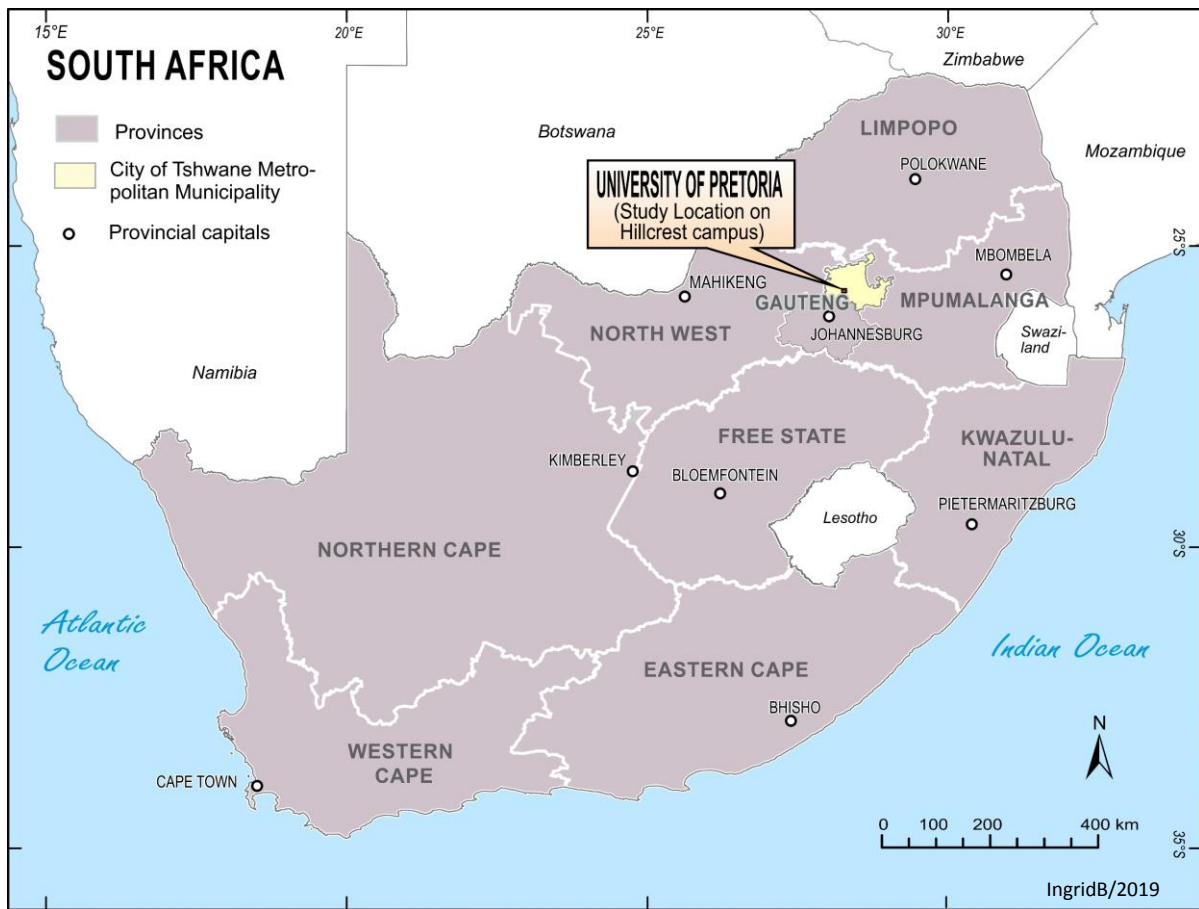 15°E
20°E
25°E
30°E
SOUTH AFRICA
Provinces
City of Tshwane Metro-
politan Municipality
Provincial capitals
Zimbabwe
Botswana
Mozambique
LIMPOPO
POLOKWANE
UNIVERSITY OF PRETORIA
(Study Location on
Hillcrest campus)
25°S
MBOMBELA
MAHIKENG
GAUTENG
MPUMALANGA
NORTH WEST
JOHANNESBURG
Swazi-
land
Namibia
FREE STATE
KWAZULU-
NATAL
KIMBERLEY
BLOEMFONTEIN
PIETERMARITZBURG
Lesotho
NORTHERN CAPE
30°S
Atlantic
Ocean
Indian Ocean
EASTERN CAPE
BHISHO
WESTERN
CAPE
CAPE TOWN
N
0 100 200 400 km
35°S
IngridB/2019